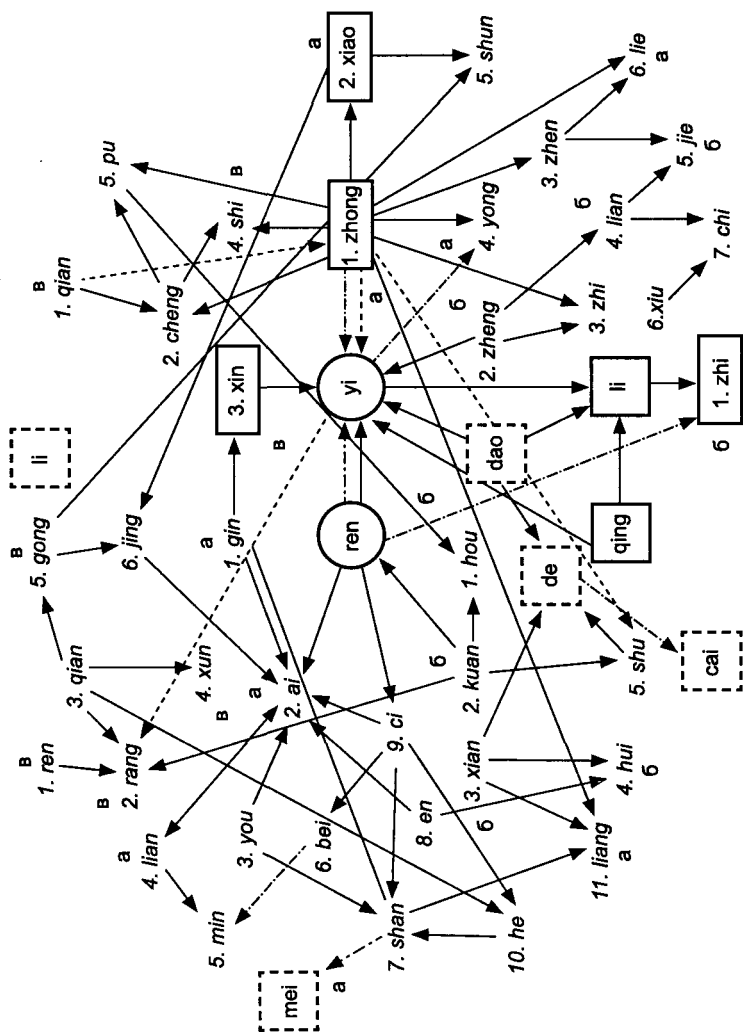 в
в
1. ren
5. gong
li
в
1. qian
3. qian
в
2. rang
5. pu
а
4. lian
6. jing
2. cheng
4. xun
в
а
1. gin
5. min
3. you
3. xin
4. shi
в
а
2. ai
mei
а
6. bei
в
а
7. shan
9. ci
ren
yi
1. zhong
2. xiao
а
8. en
б
б
а
б
3. xian
2. kuan
1. hou
dao
б
2. zheng
4. yong
5. shun
10. he
de
3. zhen
11. liang
а
3. zhi
б
4. lian
4. hui
б
5. shu
qing
li
6. lie
а
6.xiu
5. jie
б
cai
б
1. zhi
7. chi